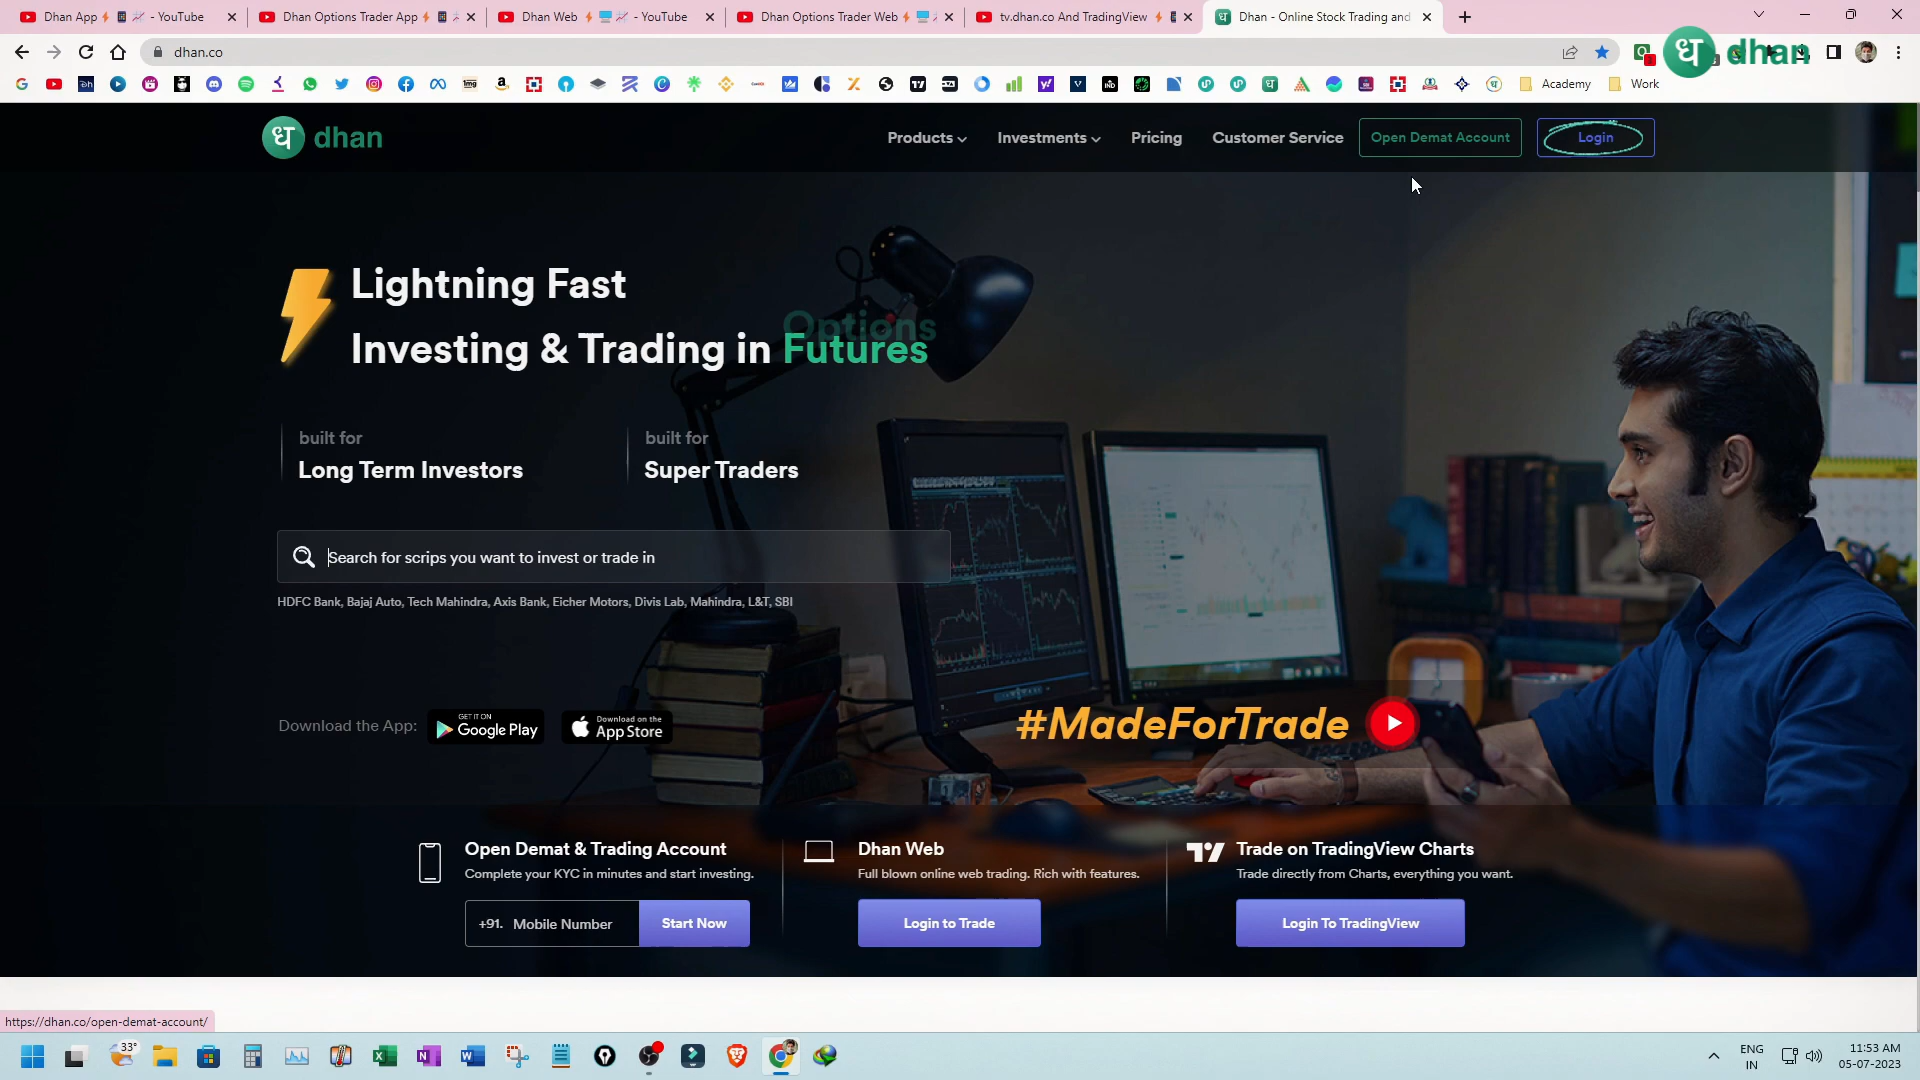 Dhan App ⚡ - YouTube
Dhan Options Trader App ⚡
Dhan Web ⚡ - YouTube
Dhan Options Trader Web ⚡
tv.dhan.co And TradingView ⚡
Dhan - Online Stock Trading and
dhan.co
ध dhan
Academy
Work
ध dhan
Products
Investments
Pricing
Customer Service
Open Demat Account
Login
Lightning Fast
Options
Investing & Trading in Futures
built for
Long Term Investors
built for
Super Traders
Search for scrips you want to invest or trade in
HDFC Bank, Bajaj Auto, Tech Mahindra, Axis Bank, Eicher Motors, Divis Lab, Mahindra, L&T, SBI
Download the App:
GET IT ON
Google Play
Download on the
App Store
#MadeForTrade
Open Demat & Trading Account
Complete your KYC in minutes and start investing.
+91. Mobile Number
Start Now
Dhan Web
Full blown online web trading. Rich with features.
Login to Trade
Trade on TradingView Charts
Trade directly from Charts, everything you want.
Login To TradingView
https://dhan.co/open-demat-account/
33°
ENG
IN
11:53 AM
05-07-2023